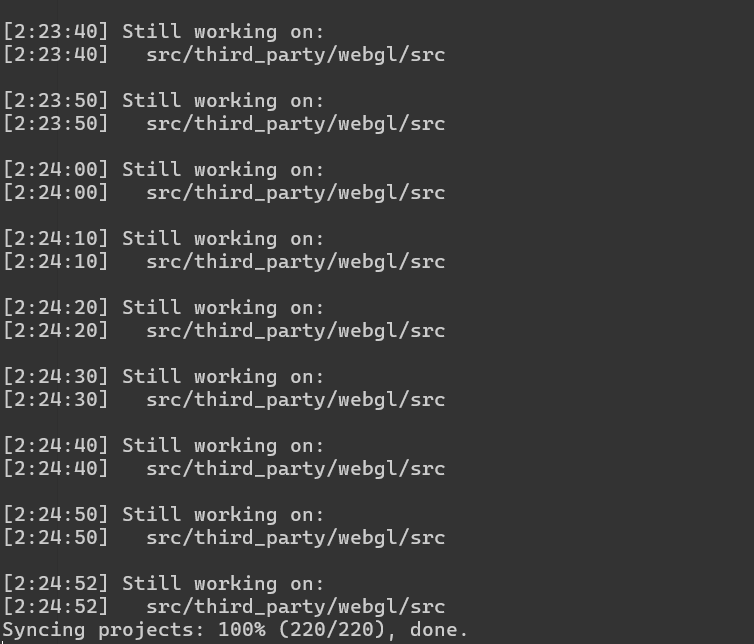 [2:23:40] Still working on:
[2:23:40]   src/third_party/webgl/src
[2:23:50] Still working on:
[2:23:50]   src/third_party/webgl/src
[2:24:00] Still working on:
[2:24:00]   src/third_party/webgl/src
[2:24:10] Still working on:
[2:24:10]   src/third_party/webgl/src
[2:24:20] Still working on:
[2:24:20]   src/third_party/webgl/src
[2:24:30] Still working on:
[2:24:30]   src/third_party/webgl/src
[2:24:40] Still working on:
[2:24:40]   src/third_party/webgl/src
[2:24:50] Still working on:
[2:24:50]   src/third_party/webgl/src
[2:24:52] Still working on:
[2:24:52]   src/third_party/webgl/src
Syncing projects: 100% (220/220), done.